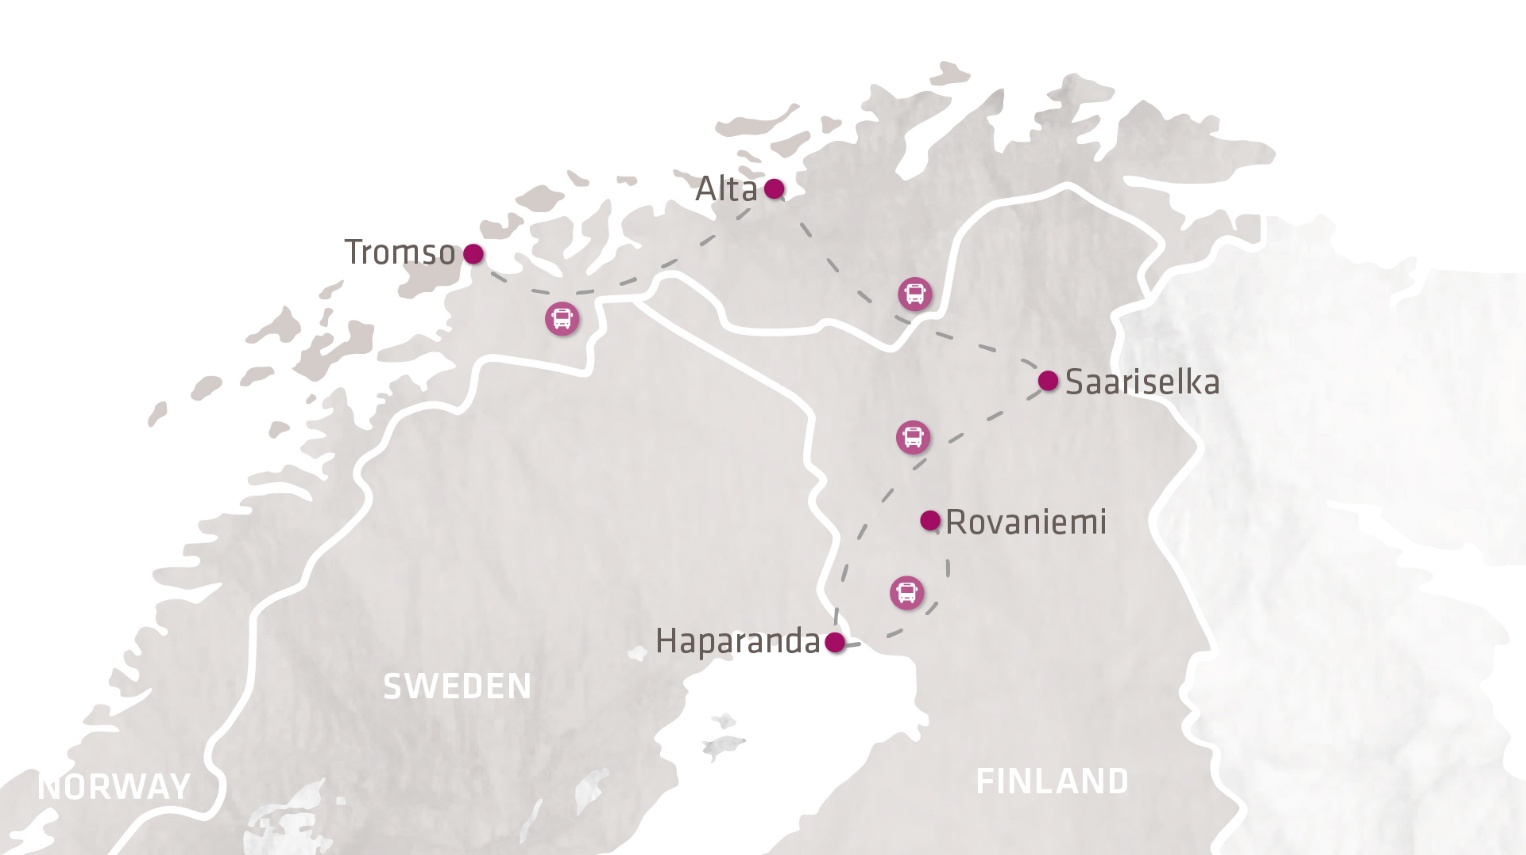 Alta
Tromso
Saariselka
Rovaniemi
Haparanda
SWEDEN
NORWAY
FINLAND